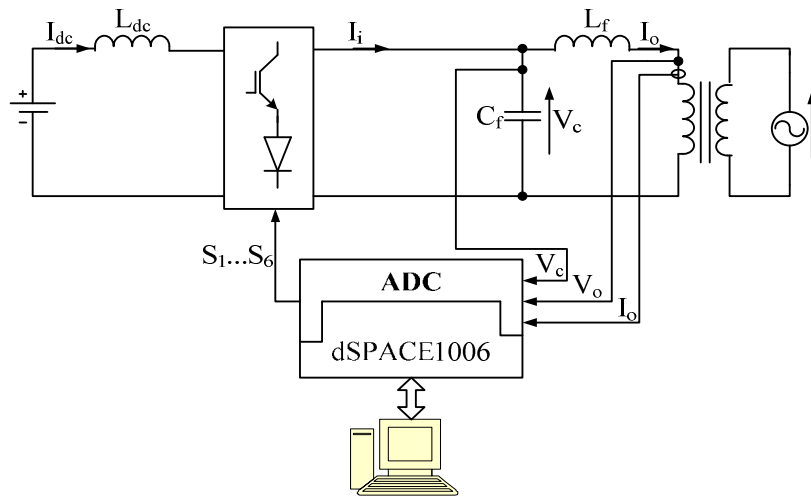 I_dc
L_dc
I_i
L_f
I_o
+
-
C_f
V_c
S_1...S_6
ADC
V_c
V_o
I_o
dSPACE1006